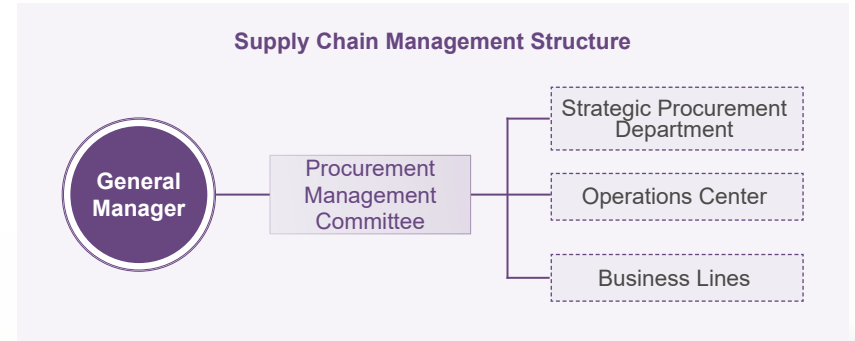 Supply Chain Management Structure
General
Manager
Procurement
Management
Committee
Strategic Procurement
Department
Operations Center
Business Lines